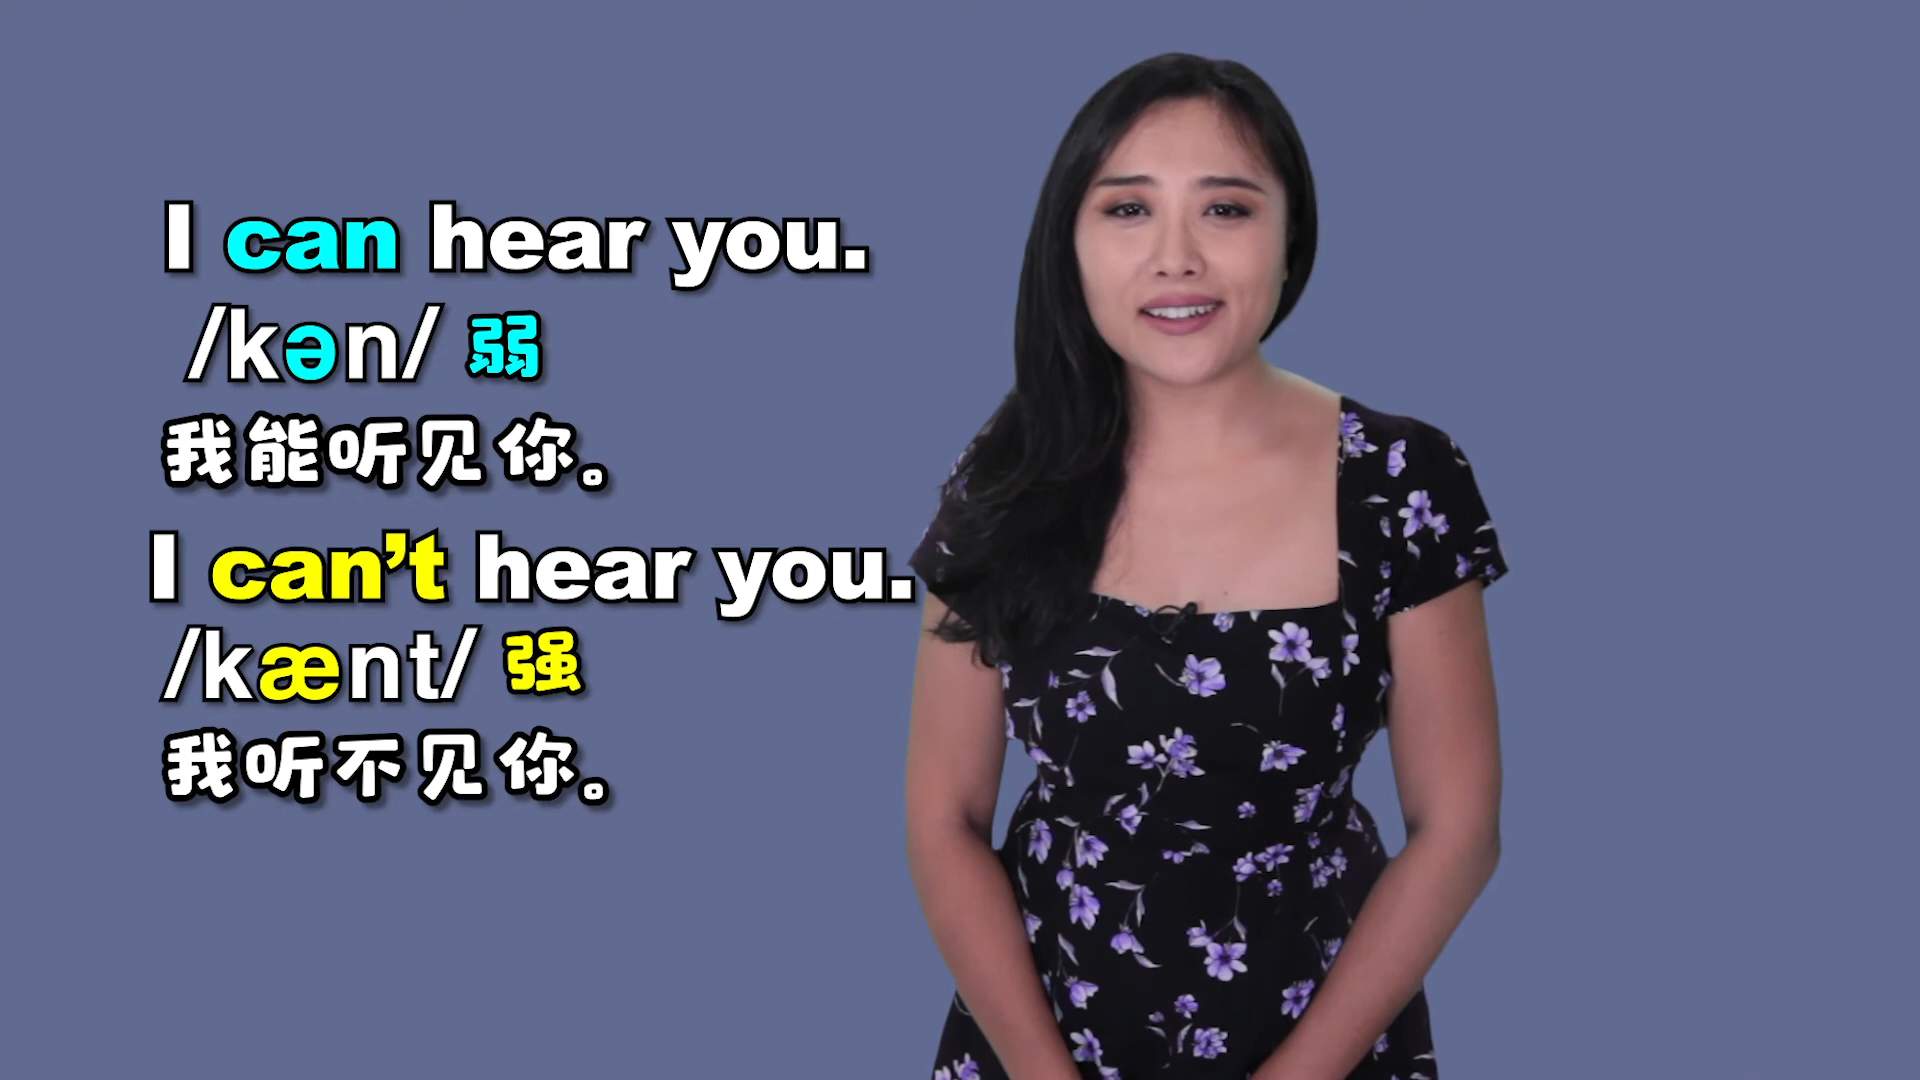 I can hear you.
/kən/ 弱
我能听见你。
I can’t hear you.
/kænt/ 强
我听不见你。